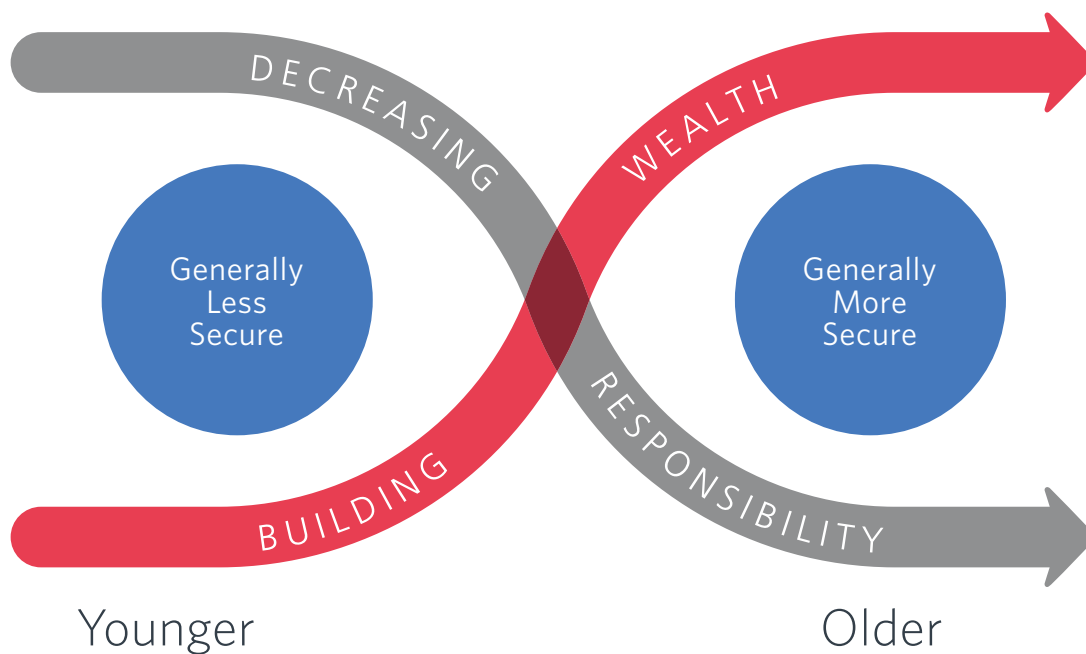 DECREASING
WEALTH
Generally
Less
Secure
Generally
More
Secure
BUILDING
RESPONSIBILITY
Younger
Older